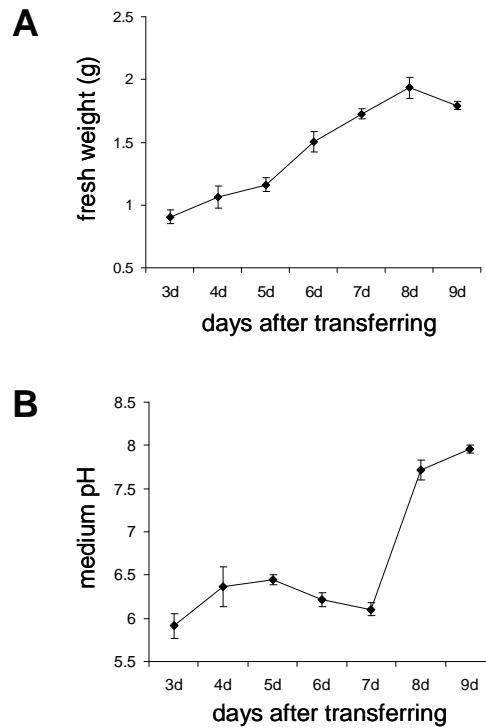 A
fresh weight (g)
2.5
2
1.5
1
0.5
3d 4d 5d 6d 7d 8d 9d
days after transferring
B
medium pH
8.5
8
7.5
7
6.5
6
5.5
3d 4d 5d 6d 7d 8d 9d
days after transferring